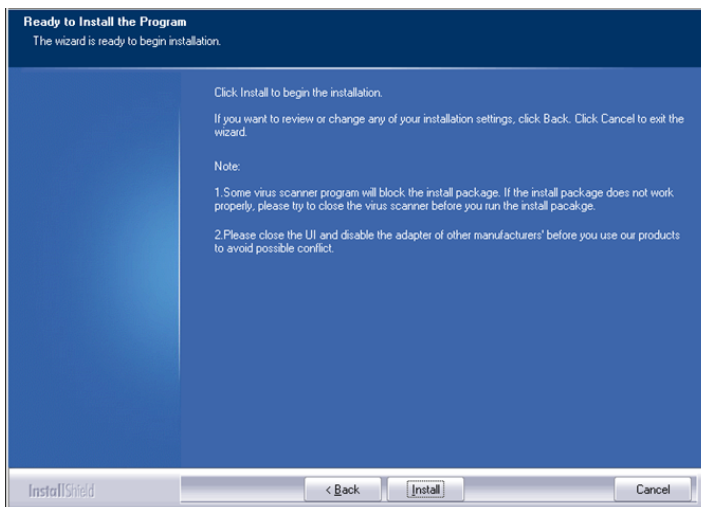 Ready to Install the Program
The wizard is ready to begin installation.
Click Install to begin the installation.
If you want to review or change any of your installation settings, click Back. Click Cancel to exit the
wizard.
Note:
1.Some virus scanner program will block the install package. If the install package does not work
properly, please try to close the virus scanner before you run the install pacakge.
2.Please close the UI and disable the adapter of other manufacturers' before you use our products
to avoid possible conflict.
InstallShield
< Back
Install
Cancel